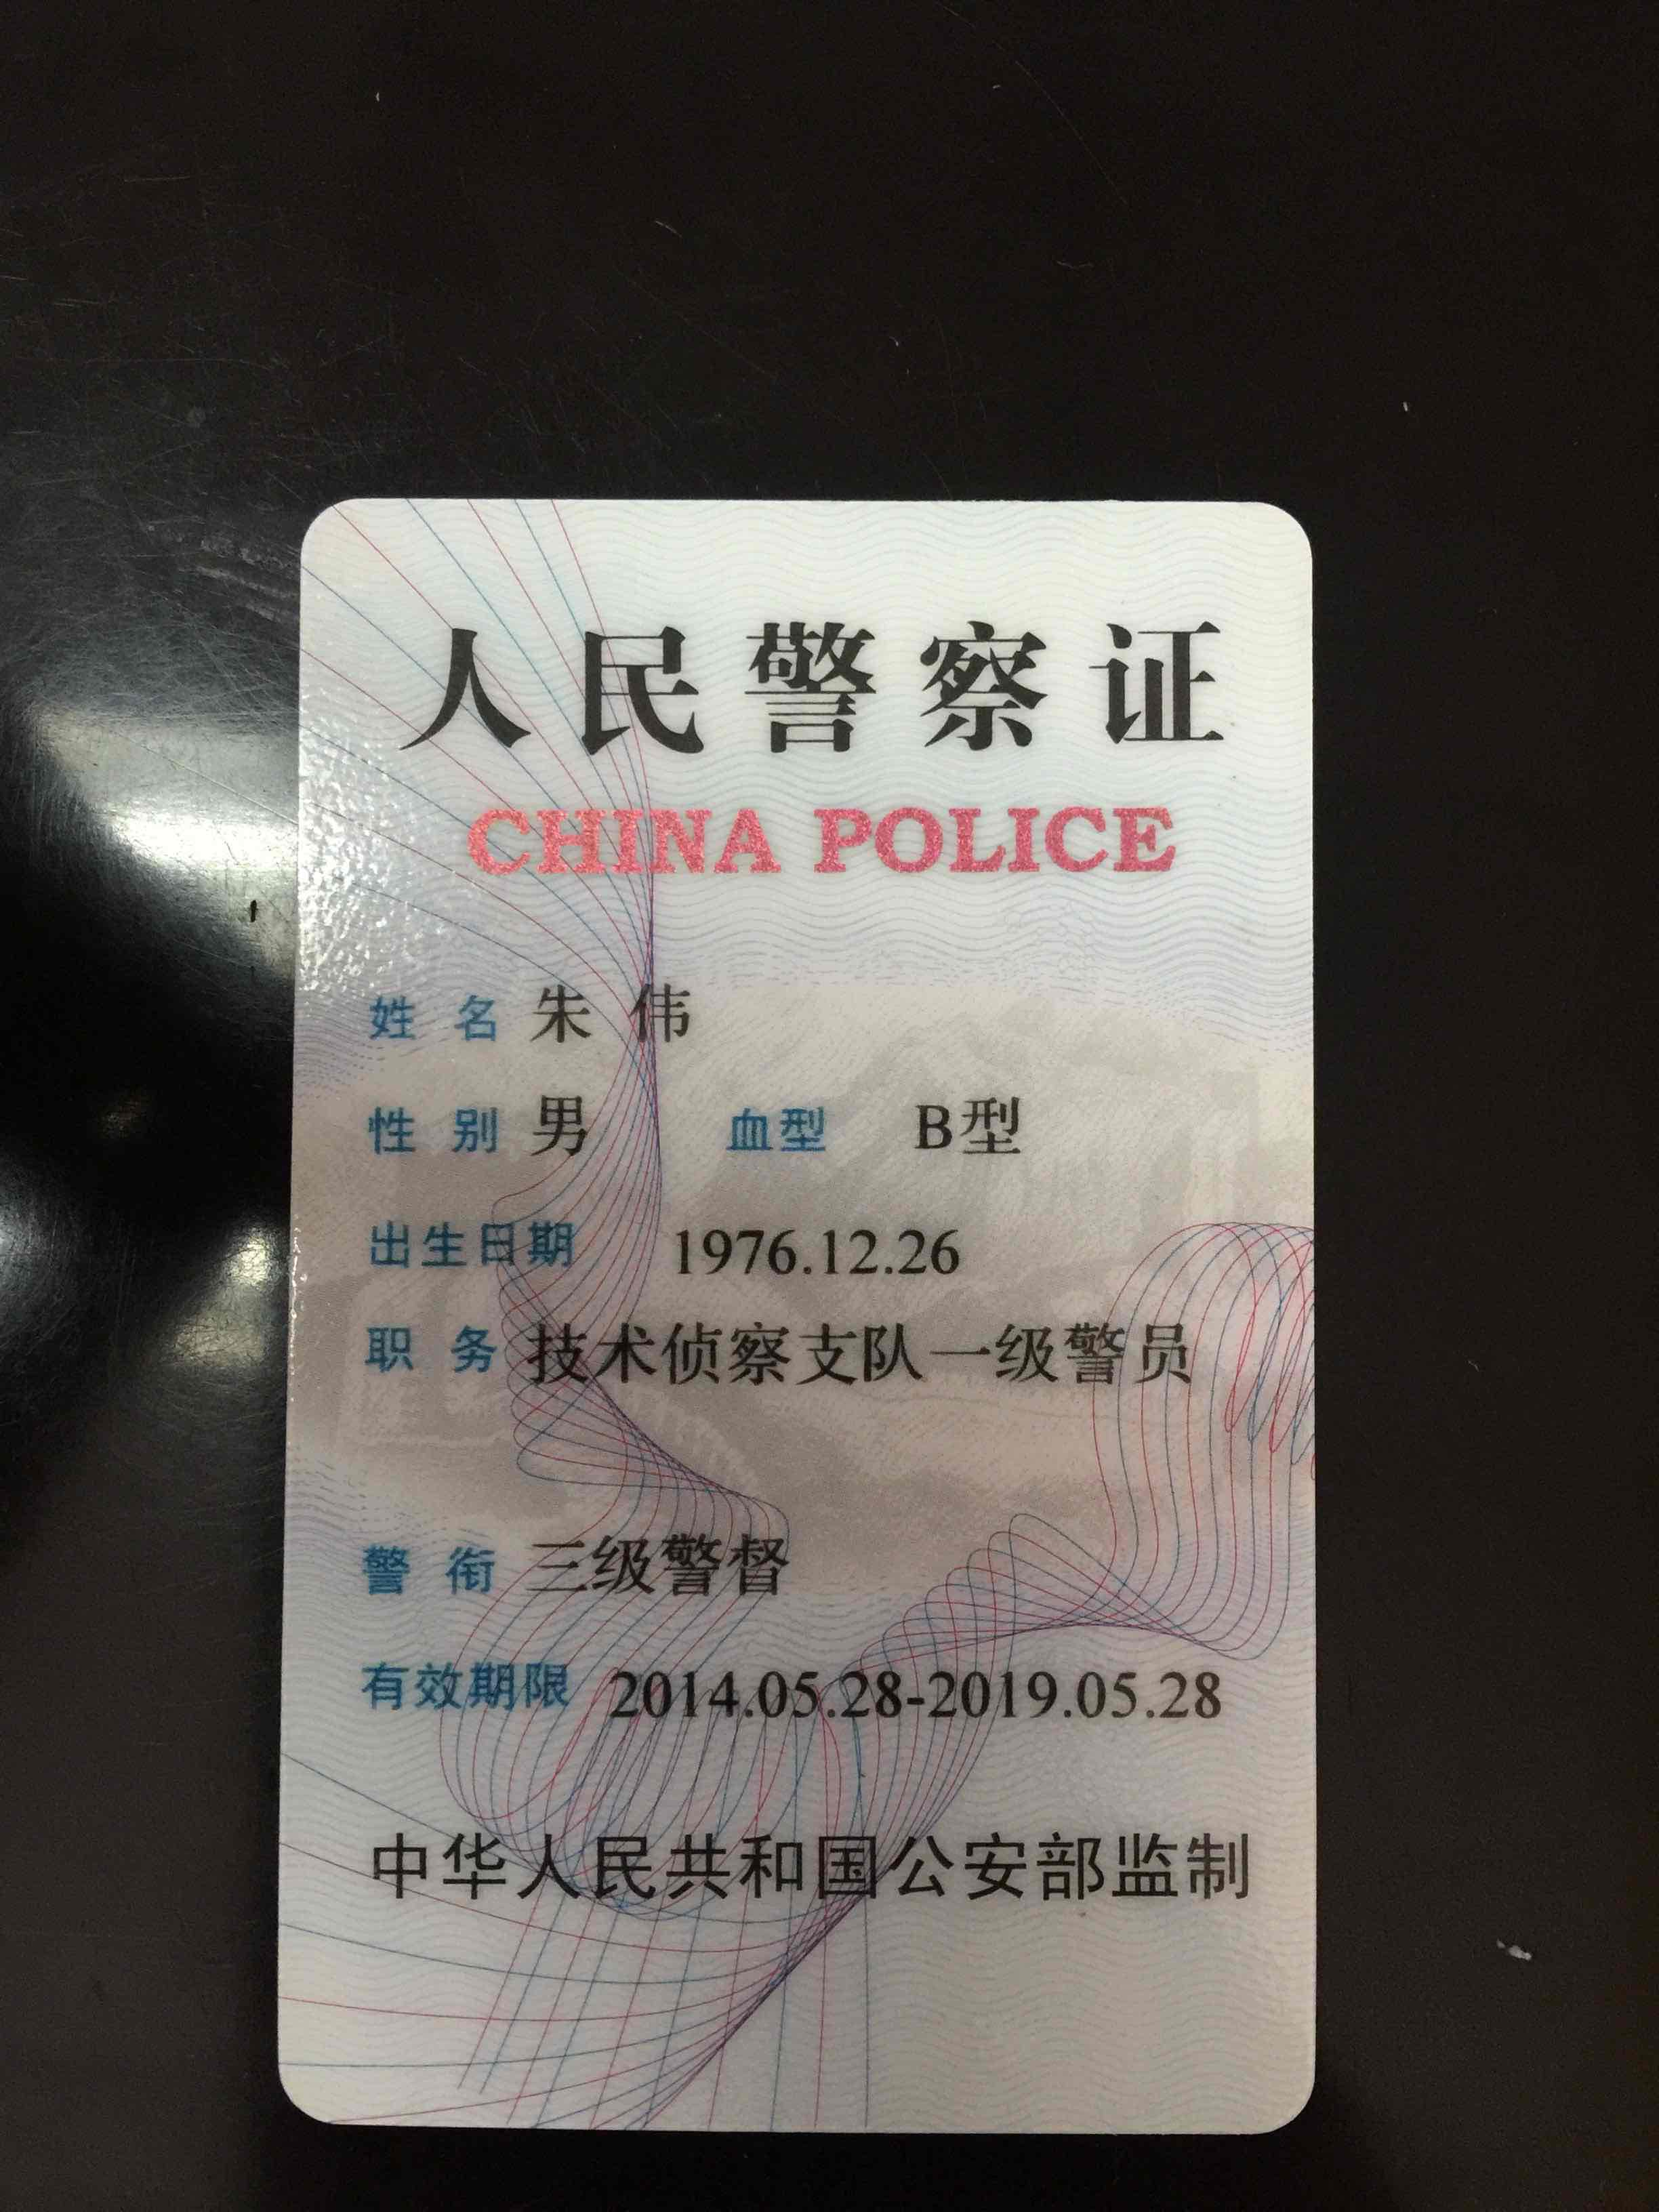 人民警察证
CHINA POLICE
姓 名 朱 伟
性 别 男 血型 B型
出生日期 1976.12.26
职 务 技术侦察支队一级警员
警 衔 三级警督
有效期限 2014.05.28-2019.05.28
中华人民共和国公安部监制